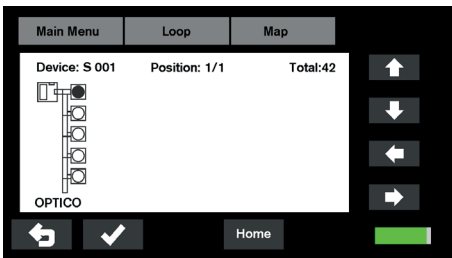 Main Menu Loop Map
Device: S 001 Position: 1/1 Total:42
OPTICO
Home